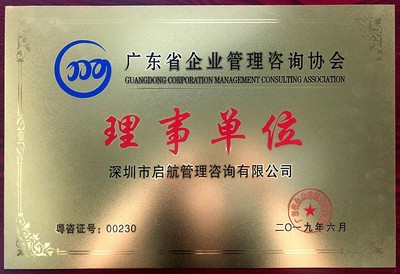 广东省企业管理咨询协会
GUANGDONG CORPORATION MANAGEMENT CONSULTING ASSOCIATION
理事单位
深圳市启航管理咨询有限公司
粤咨证号：00230
二〇一九年六月